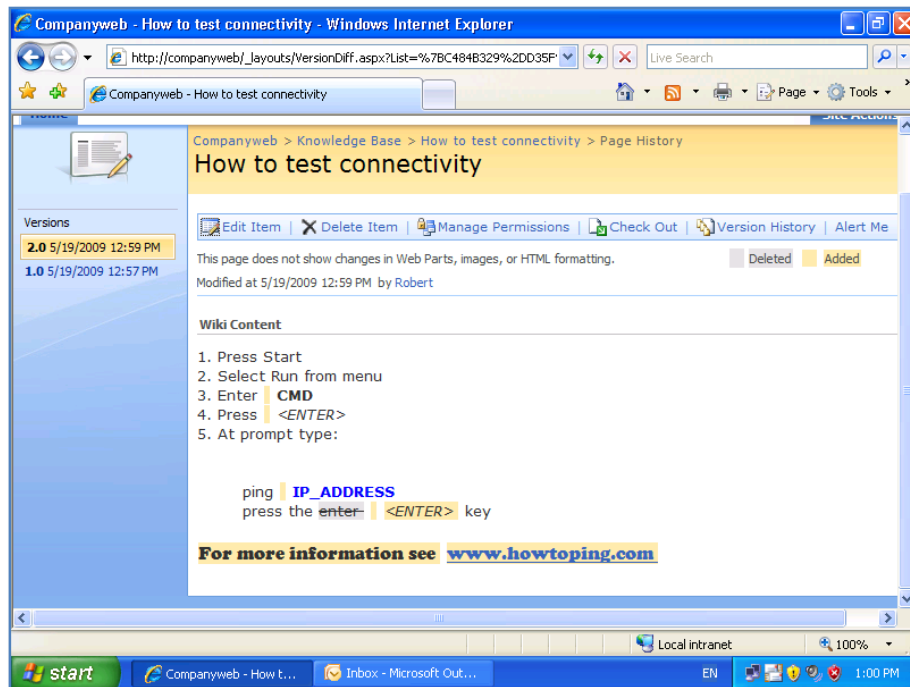 Companyweb - How to test connectivity - Windows Internet Explorer
http://companyweb/_layouts/VersionDiff.aspx?List=%7BC484B329%2DD35F
Live Search
Companyweb - How to test connectivity
Page
Tools
Home
Site Actions
Companyweb > Knowledge Base > How to test connectivity > Page History
How to test connectivity
Versions
2.0 5/19/2009 12:59 PM
1.0 5/19/2009 12:57 PM
Edit Item | Delete Item | Manage Permissions | Check Out | Version History | Alert Me
This page does not show changes in Web Parts, images, or HTML formatting.
Deleted Added
Modified at 5/19/2009 12:59 PM by Robert
Wiki Content
1. Press Start
2. Select Run from menu
3. Enter CMD
4. Press <ENTER>
5. At prompt type:
ping IP_ADDRESS
press the enter <ENTER> key
For more information see www.howtoping.com
Local intranet
100%
start
Companyweb - How t...
Inbox - Microsoft Out...
EN
1:00 PM